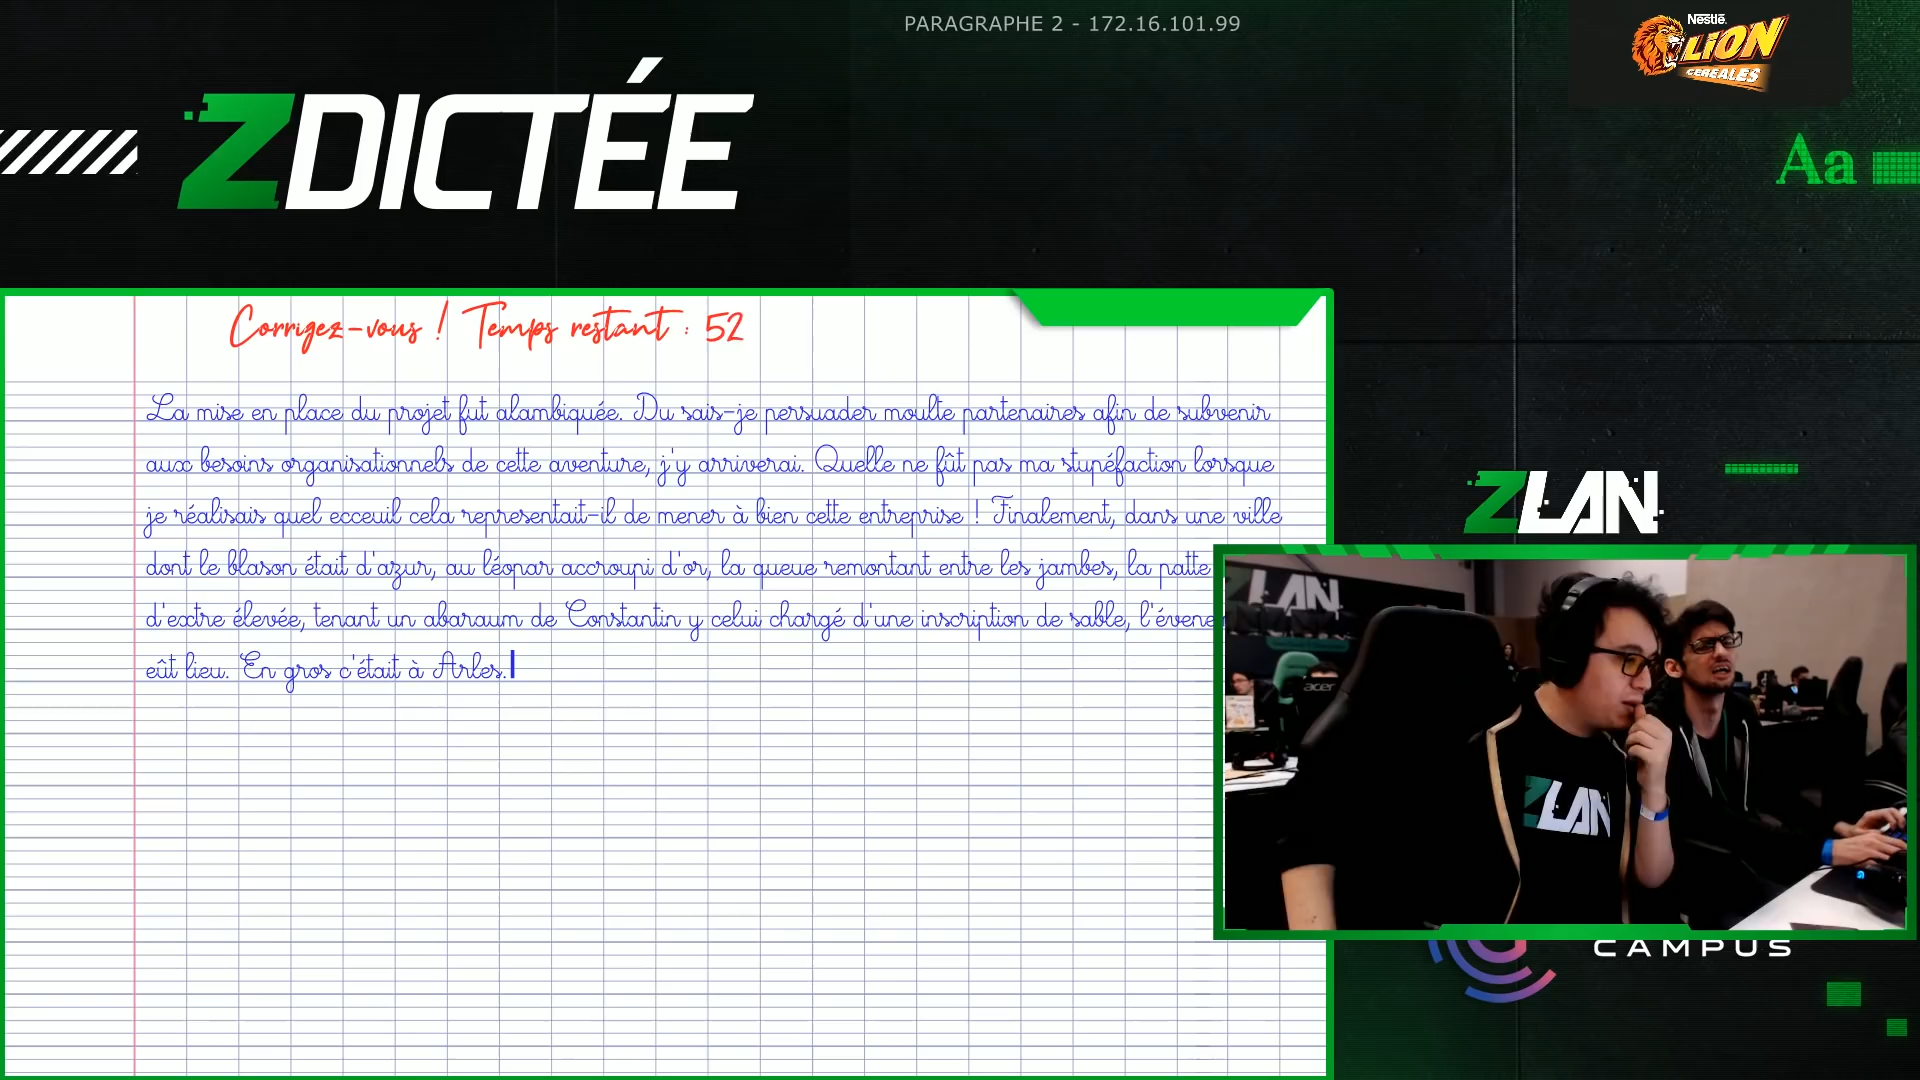 PARAGRAPHE 2 - 172.16.101.99
Nestlé.
LION
CEREALES
ZDICTÉE
Aa
Corrigez-vous ! Temps restant : 52
La mise en place du projet fut alambiquée. Du sais-je persuader moulte partenaires afin de subvenir
aux besoins organisationnels de cette aventure, j'y arriverai. Quelle ne fût pas ma stupéfaction lorsque
je réalisais quel ecceuil cela representait-il de mener à bien cette entreprise ! Finalement, dans une ville
dont le blason était d'azur, au léopar accroupi d'or, la queue remontant entre les jambes, la patte
d'extre élevée, tenant un abaraum de Constantin y celui chargé d'une inscription de sable, l'évene
eût lieu. En gros c'était à Arles.
ZLAN
ZLAN
acer
ZLAN
CAMPUS